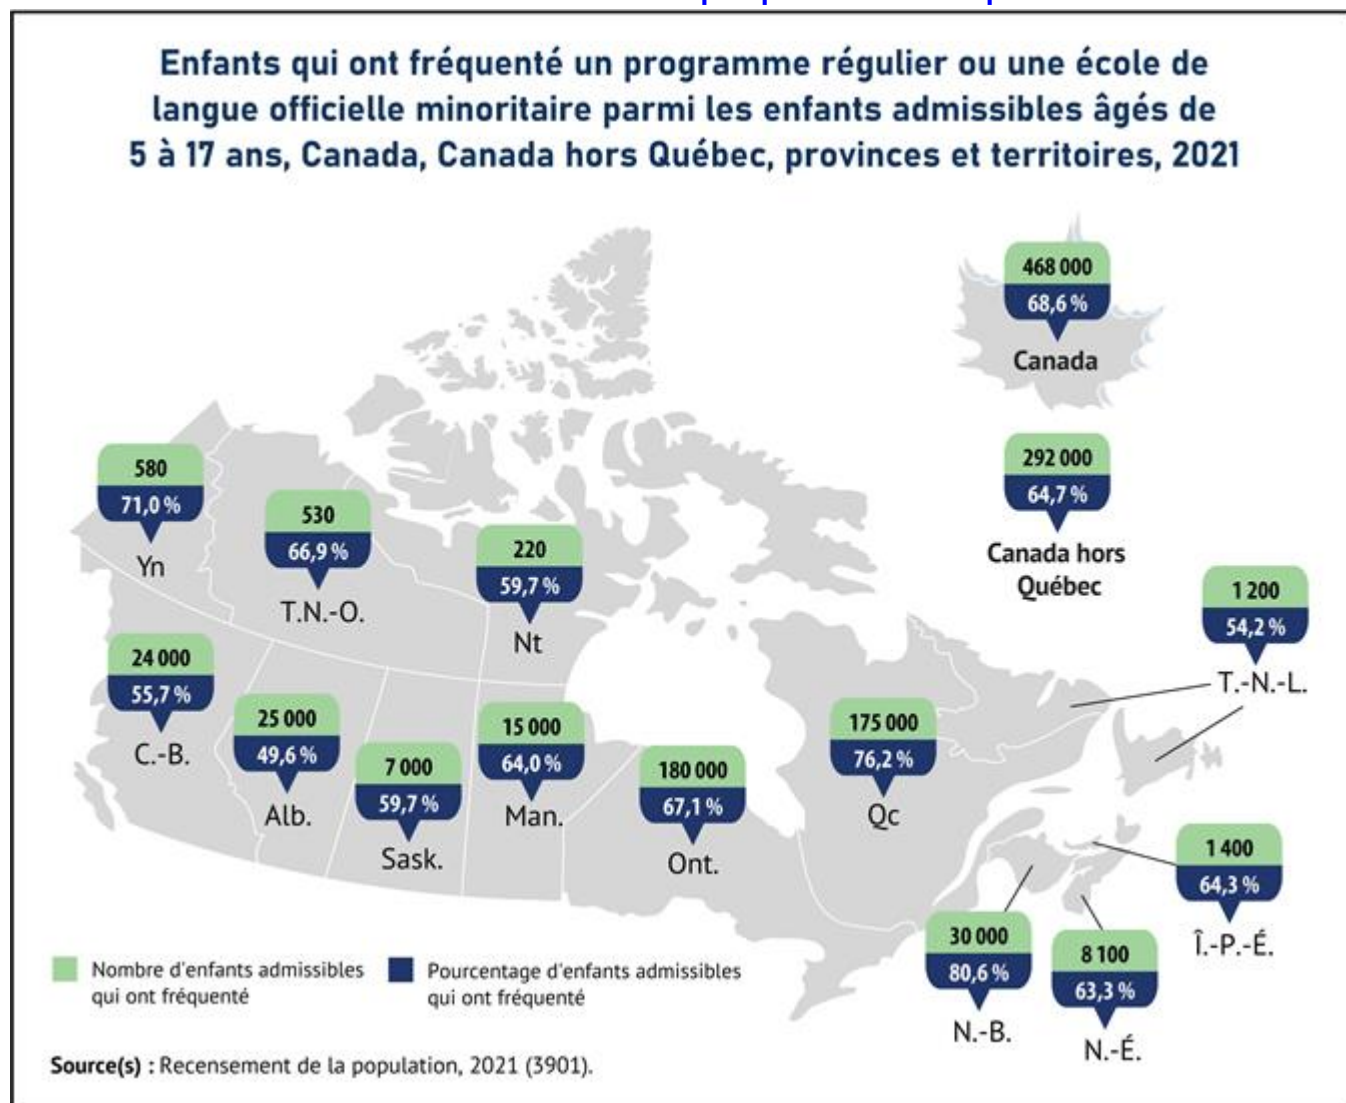 Enfants qui ont fréquenté un programme régulier ou une école de
langue officielle minoritaire parmi les enfants admissibles âgés de
5 à 17 ans, Canada, Canada hors Québec, provinces et territoires, 2021
468 000
68,6 %
Canada
292 000
64,7 %
Canada hors
Québec
580
71,0 %
Yn
530
66,9 %
T.N.-O.
220
59,7 %
Nt
1 200
54,2 %
T.-N.-L.
24 000
55,7 %
C.-B.
25 000
49,6 %
Alb.
7 000
59,7 %
Sask.
15 000
64,0 %
Man.
180 000
67,1 %
Ont.
175 000
76,2 %
Qc
1 400
64,3 %
Î.-P.-É.
30 000
80,6 %
N.-B.
8 100
63,3 %
N.-É.
Nombre d'enfants admissibles
qui ont fréquenté
Pourcentage d'enfants admissibles
qui ont fréquenté
Source(s) : Recensement de la population, 2021 (3901).